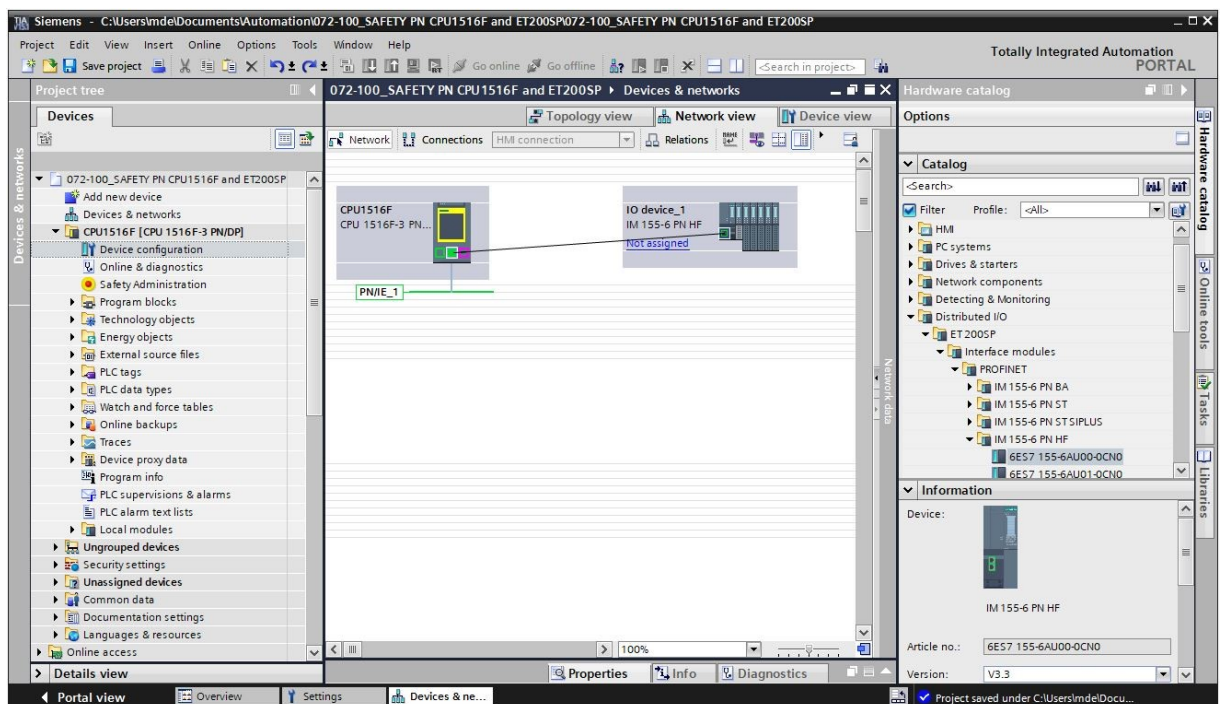 Siemens - C:\Users\mde\Documents\Automation\072-100_SAFETY PN CPU1516F and ET200SP\072-100_SAFETY PN CPU1516F and ET200SP
Project Edit View Insert Online Options Tools Window Help
Totally Integrated Automation
PORTAL
Save project
Go online
Go offline
<Search in project>
Project tree
Devices
Devices & networks
072-100_SAFETY PN CPU1516F and ET200SP
Add new device
Devices & networks
CPU1516F [CPU 1516F-3 PN/DP]
Device configuration
Online & diagnostics
Safety Administration
Program blocks
Technology objects
Energy objects
External source files
PLC tags
PLC data types
Watch and force tables
Online backups
Traces
Device proxy data
Program info
PLC supervisions & alarms
PLC alarm text lists
Local modules
Ungrouped devices
Security settings
Unassigned devices
Common data
Documentation settings
Languages & resources
Online access
Details view
072-100_SAFETY PN CPU1516F and ET200SP Devices & networks
Topology view
Network view
Device view
Network
Connections
HMI connection
Relations
CPU1516F
CPU 1516F-3 PN...
IO device_1
IM 155-6 PN HF
Not assigned
PN/IE_1
Network data
100%
Properties
Info
Diagnostics
Hardware catalog
Options
Catalog
<Search>
Filter
Profile:
<All>
HMI
PC systems
Drives & starters
Network components
Detecting & Monitoring
Distributed I/O
ET 200SP
Interface modules
PROFINET
IM 155-6 PN BA
IM 155-6 PN ST
IM 155-6 PN ST SIPLUS
IM 155-6 PN HF
6ES7 155-6AU00-0CN0
6ES7 155-6AU01-0CN0
Information
Device:
IM 155-6 PN HF
Article no.:
6ES7 155-6AU00-0CN0
Version:
V3.3
Hardware catalog
Online tools
Tasks
Libraries
Portal view
Overview
Settings
Devices & ne...
Project saved under C:\Users\mde\Docu...